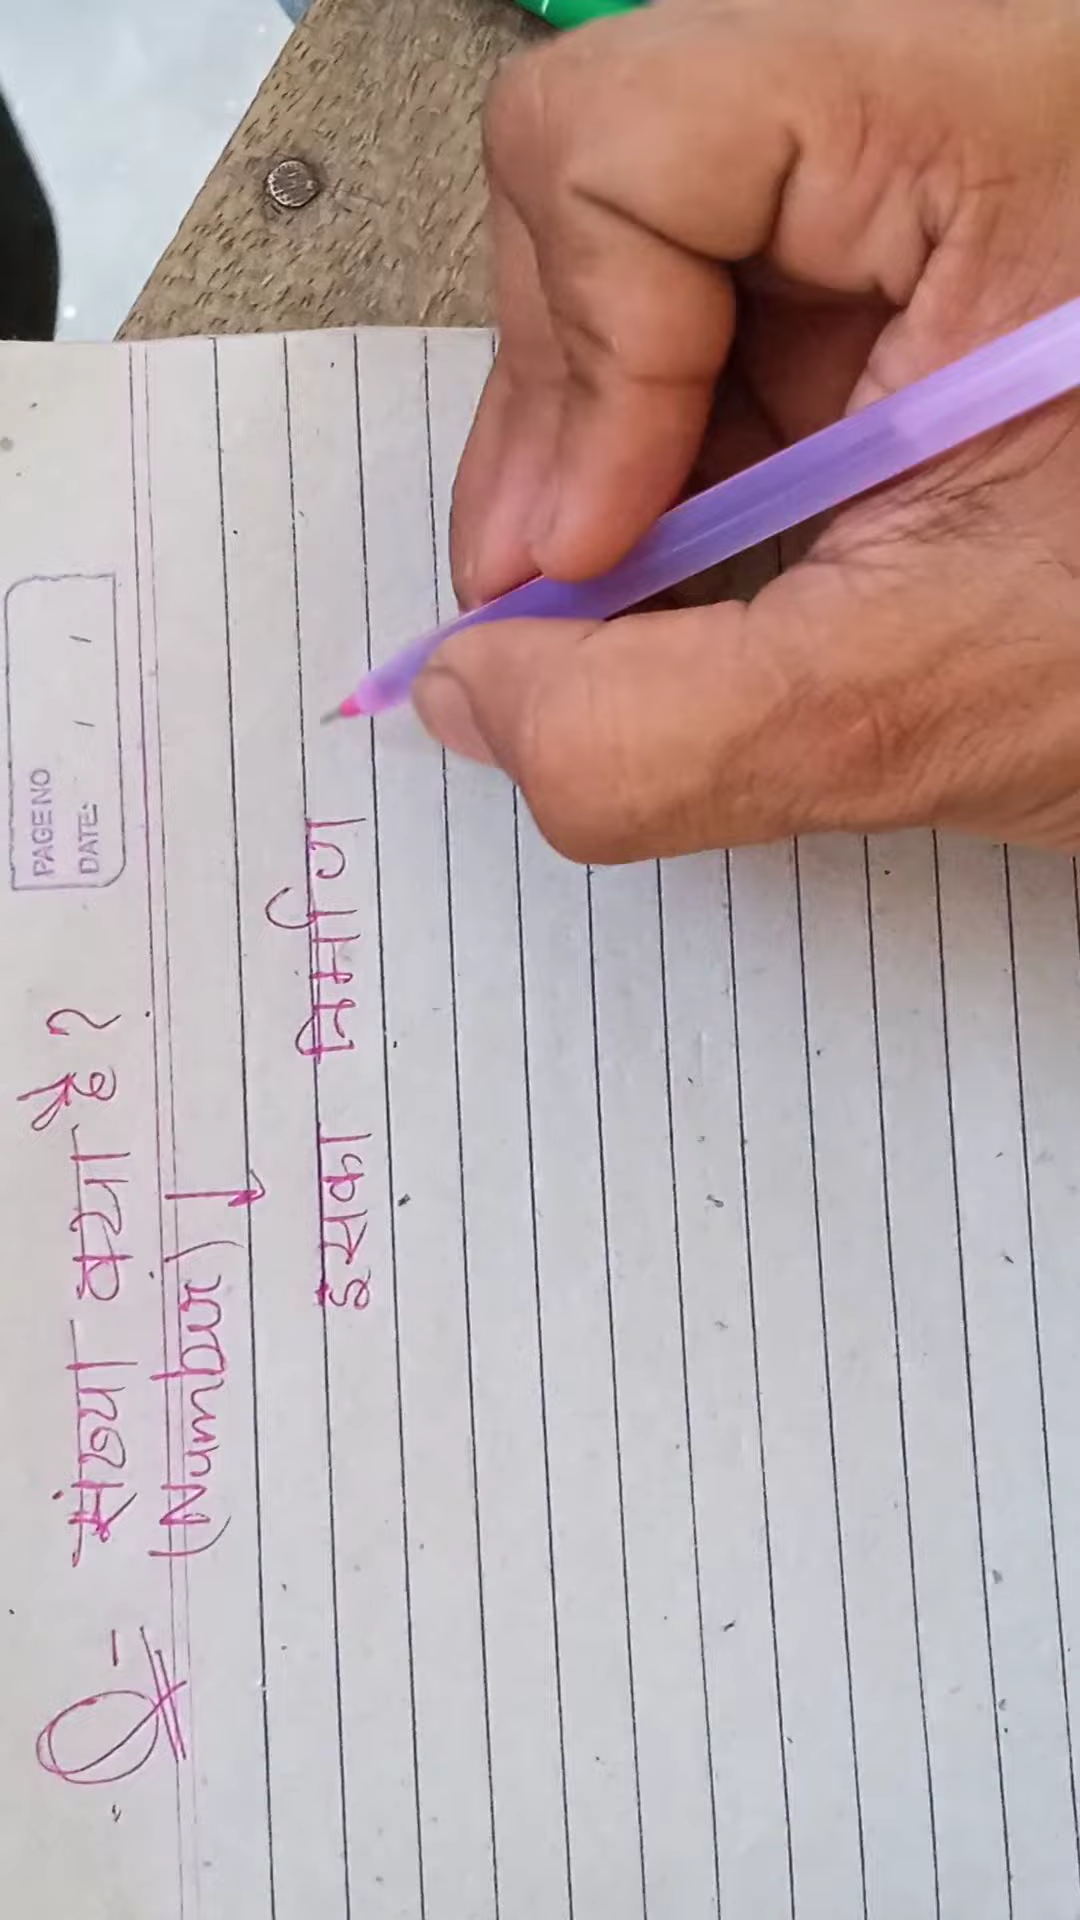 PAGE NO
DATE: / /
Q- संख्या क्या है?
(Number)
इसका निर्माण